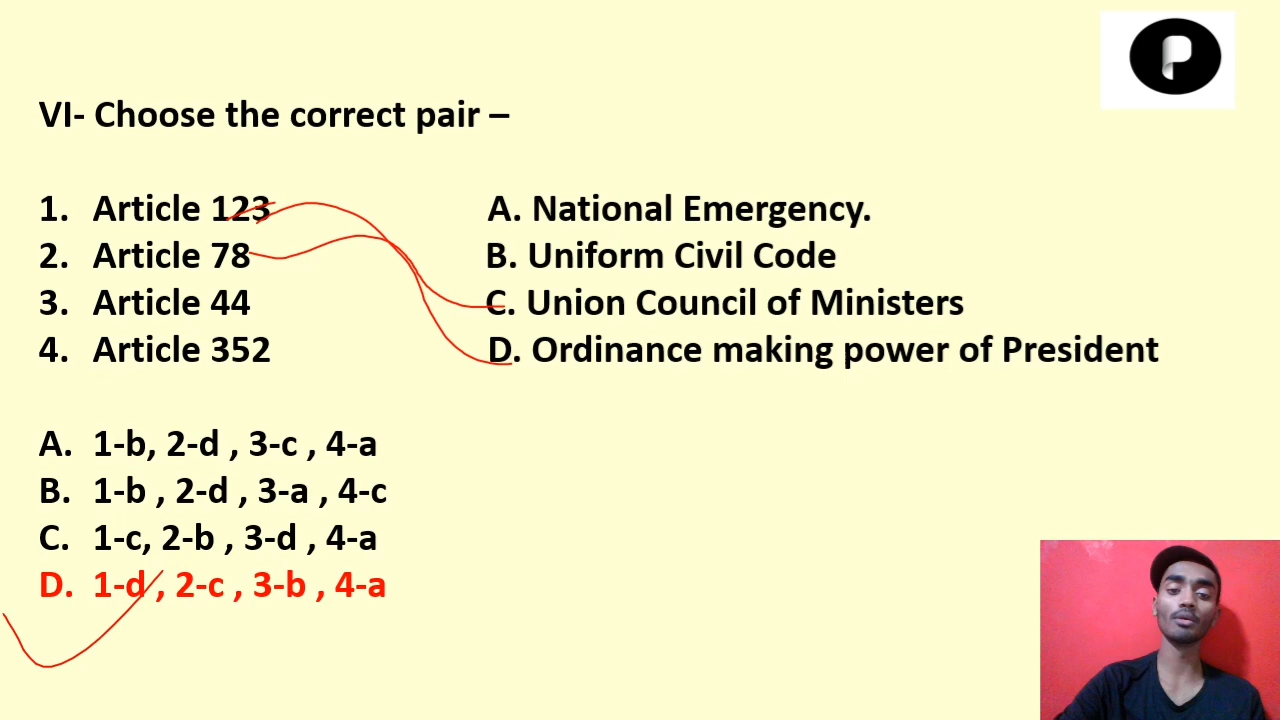 VI- Choose the correct pair –
1. Article 123 A. National Emergency.
2. Article 78 B. Uniform Civil Code
3. Article 44 C. Union Council of Ministers
4. Article 352 D. Ordinance making power of President
A. 1-b, 2-d , 3-c , 4-a
B. 1-b , 2-d , 3-a , 4-c
C. 1-c, 2-b , 3-d , 4-a
D. 1-d , 2-c , 3-b , 4-a
P